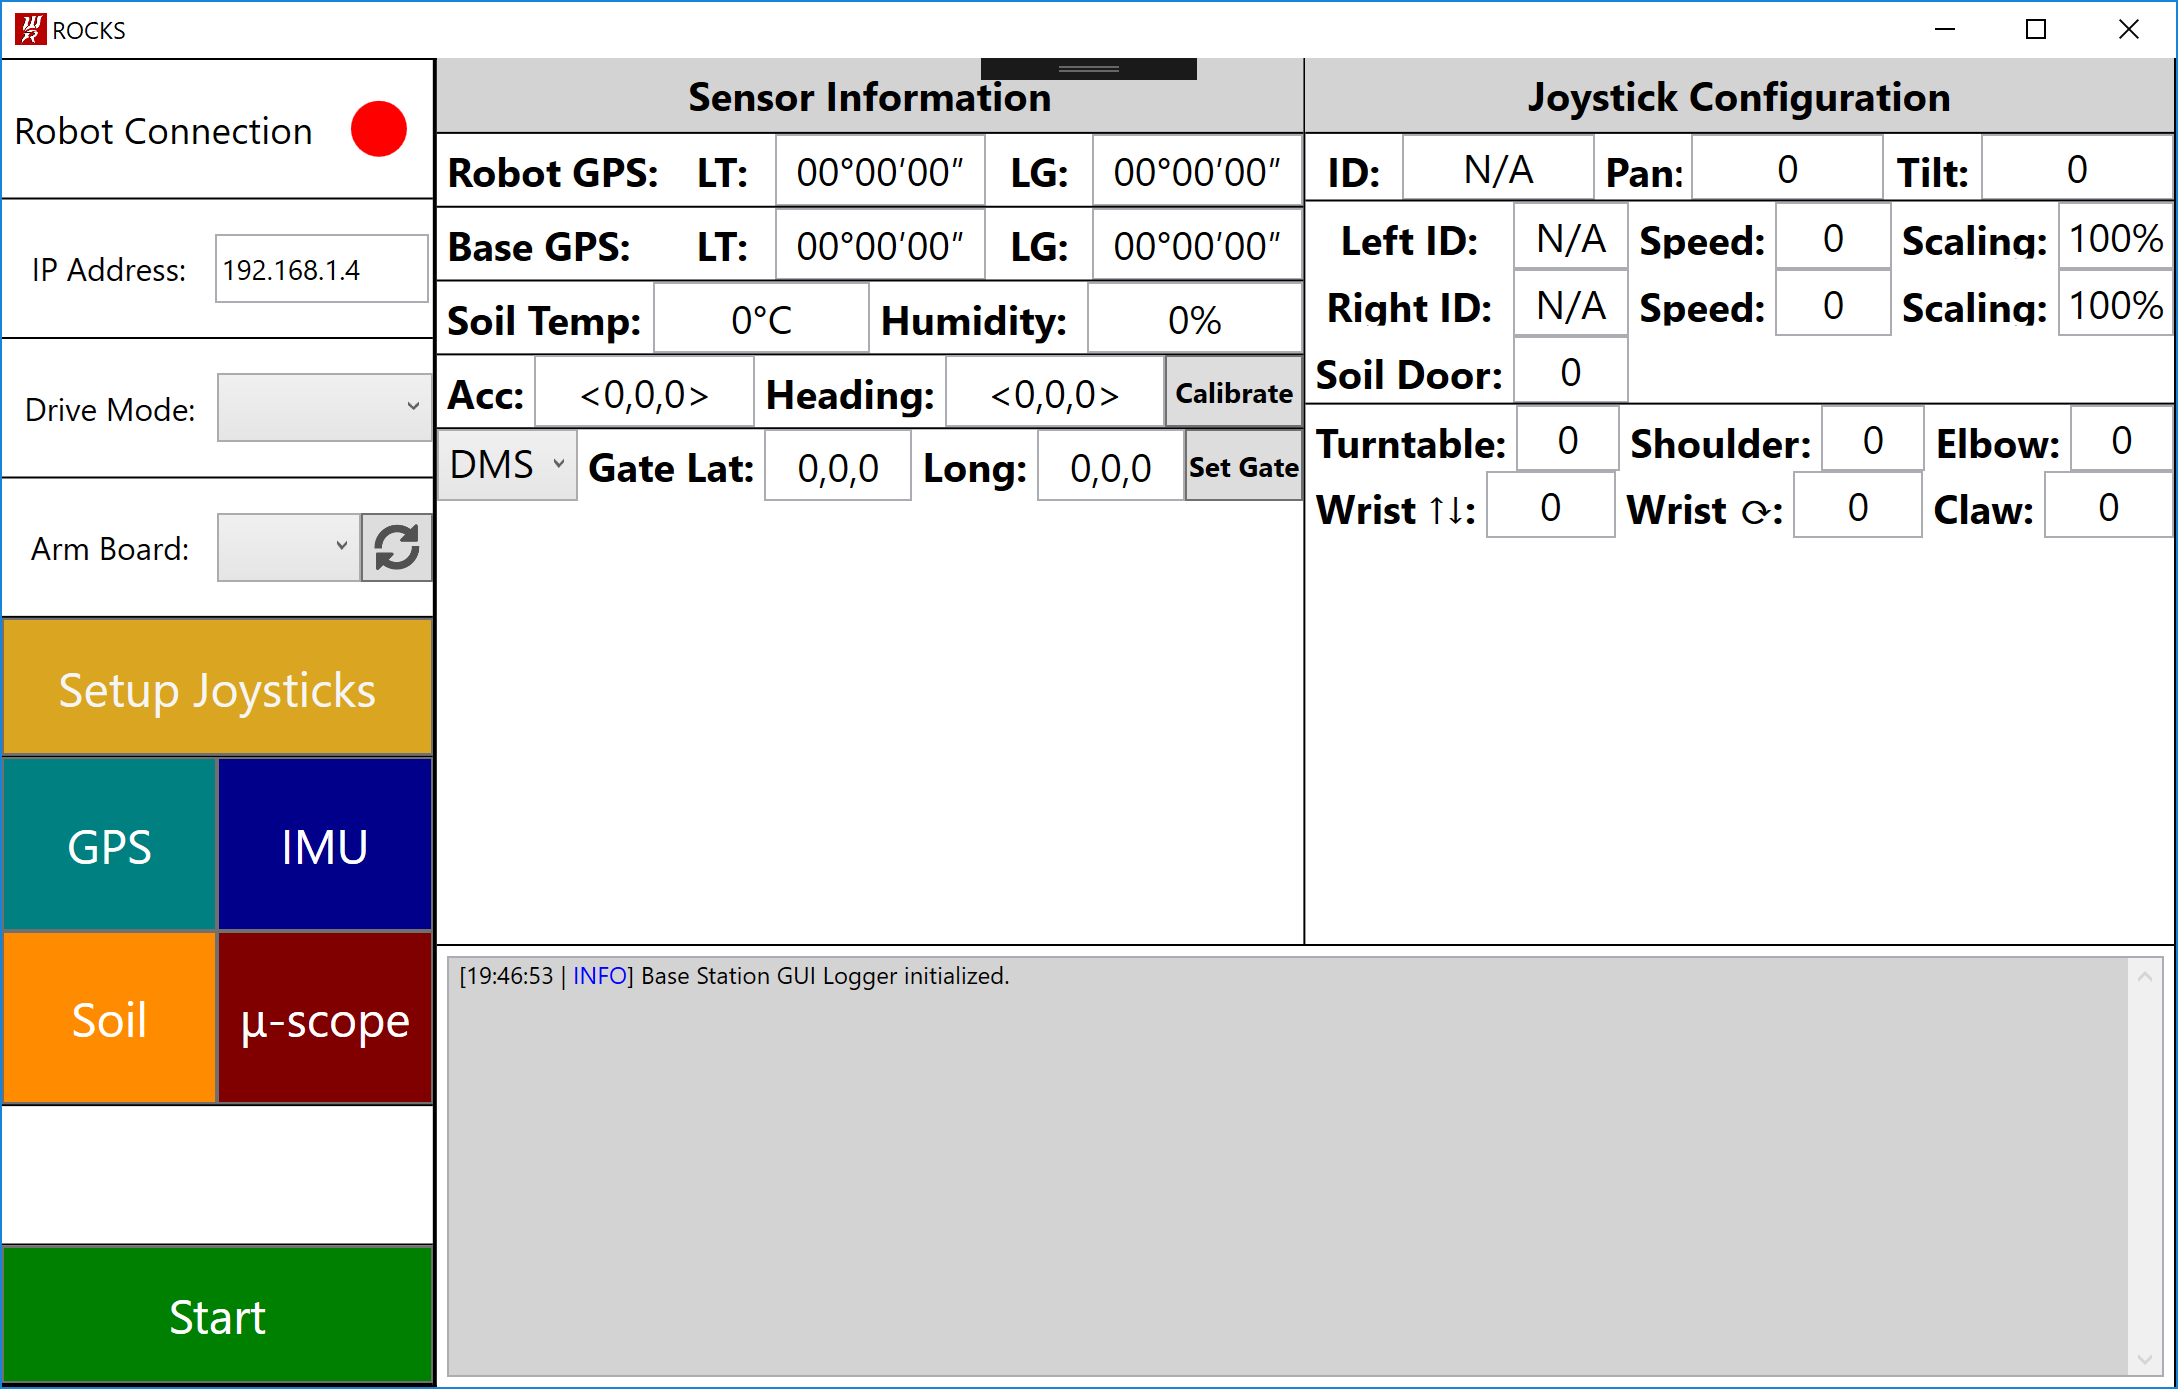 ROCKS
Robot Connection
IP Address: 192.168.1.4
Drive Mode:
Arm Board:
Setup Joysticks
GPS IMU
Soil µ-scope
Start
Sensor Information
Robot GPS: LT: 00°00′00″ LG: 00°00′00″
Base GPS: LT: 00°00′00″ LG: 00°00′00″
Soil Temp: 0°C Humidity: 0%
Acc: <0,0,0> Heading: <0,0,0> Calibrate
DMS Gate Lat: 0,0,0 Long: 0,0,0 Set Gate
Joystick Configuration
ID: N/A Pan: 0 Tilt: 0
Left ID: N/A Speed: 0 Scaling: 100%
Right ID: N/A Speed: 0 Scaling: 100%
Soil Door: 0
Turntable: 0 Shoulder: 0 Elbow: 0
Wrist ↑↓: 0 Wrist ⟳: 0 Claw: 0
[19:46:53 | INFO] Base Station GUI Logger initialized.